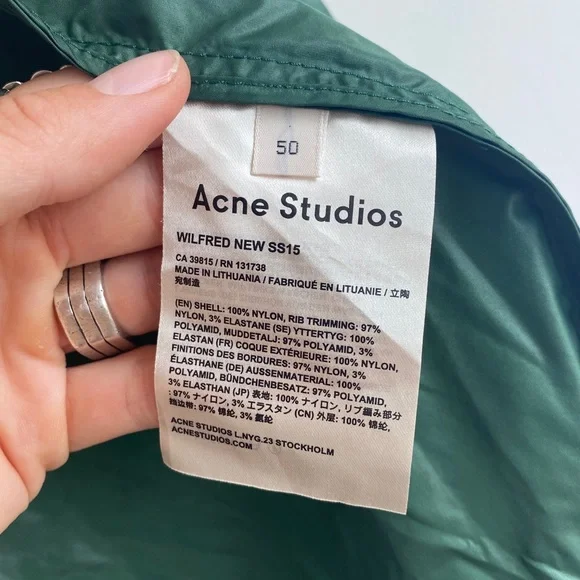 50
Acne Studios
WILFRED NEW SS15
CA 39815 / RN 131738
MADE IN LITHUANIA / FABRIQUÉ EN LITUANIE / 立陶
宛制造
(EN) SHELL: 100% NYLON, RIB TRIMMING: 97%
NYLON, 3% ELASTANE (SE) YTTERTYG: 100%
POLYAMID, MUDDETALJ: 97% POLYAMID, 3%
ELASTAN (FR) COQUE EXTÉRIEURE: 100% NYLON,
FINITIONS DES BORDURES: 97% NYLON, 3%
ÉLASTHANE (DE) AUSSENMATERIAL: 100%
POLYAMID, BÜNDCHENBESATZ: 97% POLYAMID,
3% ELASTHAN (JP) 表地: 100% ナイロン, リブ編み部分
: 97% ナイロン, 3% エラスタン (CN) 外层: 100% 锦纶,
挡边带: 97% 锦纶, 3% 氨纶
ACNE STUDIOS L.NYG.23 STOCKHOLM
ACNESTUDIOS.COM